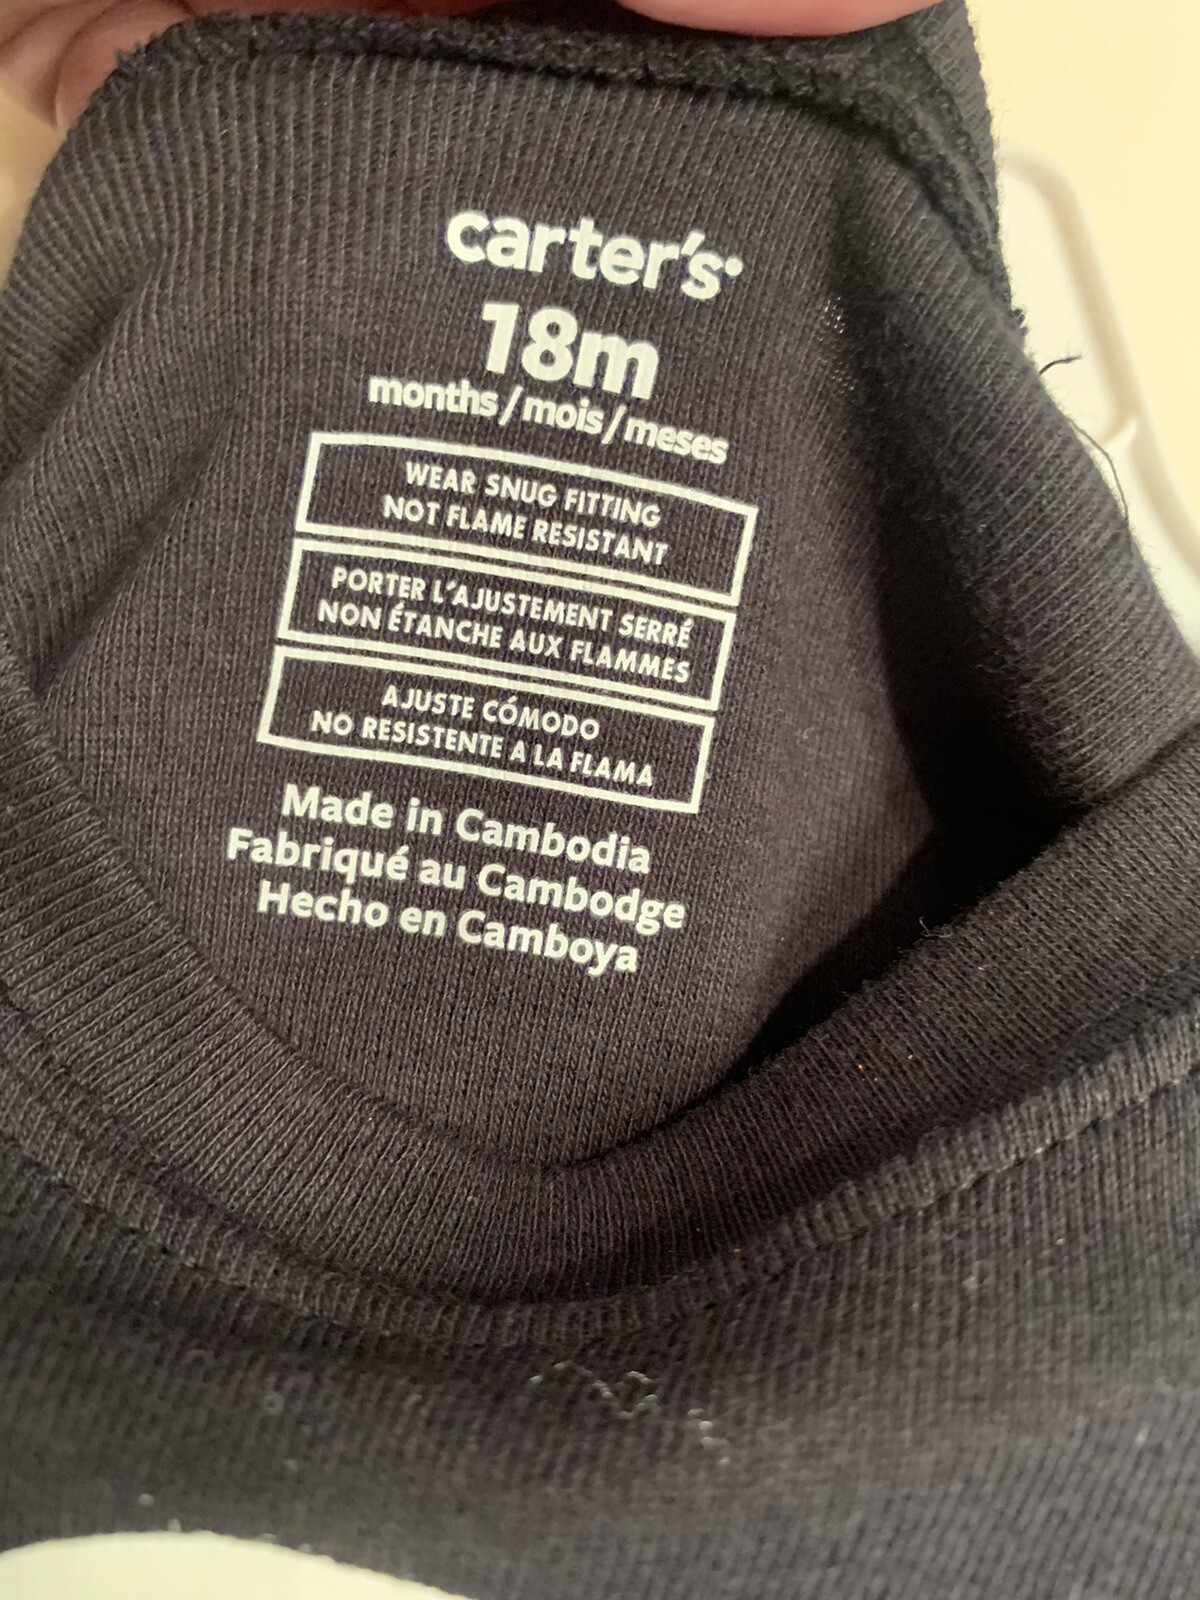 carter's
18m
months / mois / meses
WEAR SNUG FITTING
NOT FLAME RESISTANT
PORTER L'AJUSTEMENT SERRÉ
NON ÉTANCHE AUX FLAMMES
AJUSTE CÓMODO
NO RESISTENTE A LA FLAMA
Made in Cambodia
Fabriqué au Cambodge
Hecho en Camboya